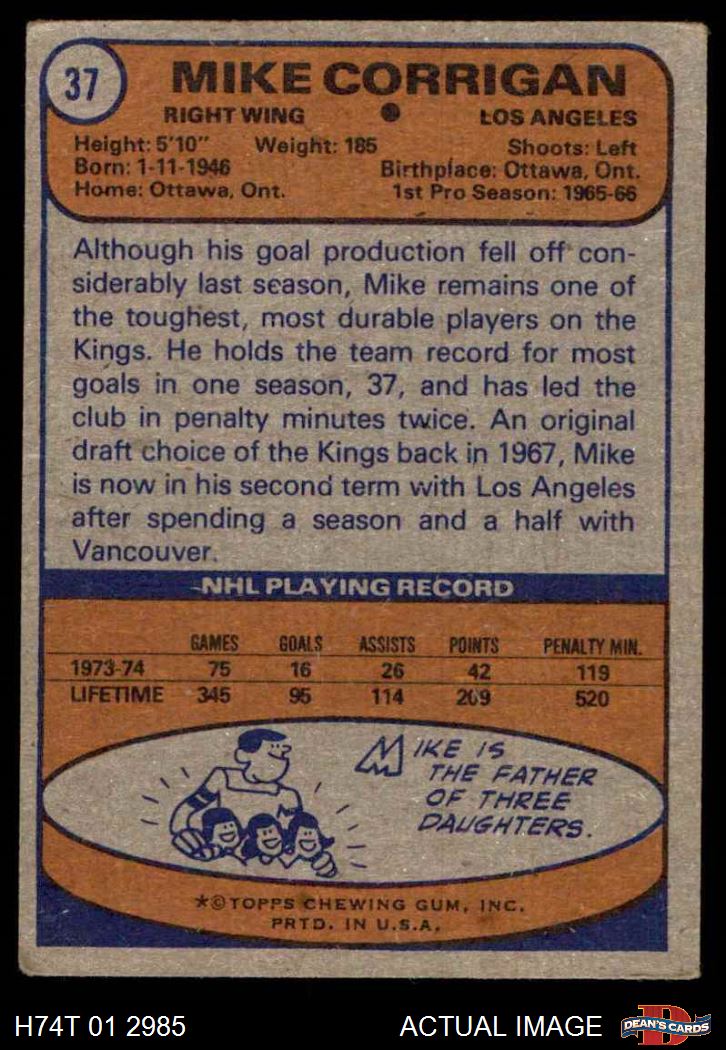 37
MIKE CORRIGAN
RIGHT WING • LOS ANGELES
Height: 5'10" Weight: 185 Shoots: Left
Born: 1-11-1946 Birthplace: Ottawa, Ont.
Home: Ottawa, Ont. 1st Pro Season: 1965-66
Although his goal production fell off con-
siderably last season, Mike remains one of
the toughest, most durable players on the
Kings. He holds the team record for most
goals in one season, 37, and has led the
club in penalty minutes twice. An original
draft choice of the Kings back in 1967, Mike
is now in his second term with Los Angeles
after spending a season and a half with
Vancouver.
NHL PLAYING RECORD
GAMES GOALS ASSISTS POINTS PENALTY MIN.
1973-74 75 16 26 42 119
LIFETIME 345 95 114 209 520
MIKE IS
THE FATHER
OF THREE
DAUGHTERS.
*©TOPPS CHEWING GUM, INC.
PRTD. IN U.S.A.
H74T 01 2985 ACTUAL IMAGE D DEAN'S CARDS